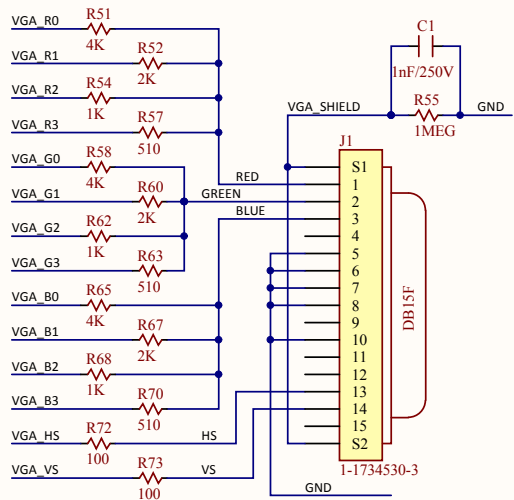 VGA_R0 R51 4K
VGA_R1 R52 2K
VGA_R2 R54 1K
VGA_R3 R57 510
VGA_G0 R58 4K
VGA_G1 R60 2K
VGA_G2 R62 1K
VGA_G3 R63 510
VGA_B0 R65 4K
VGA_B1 R67 2K
VGA_B2 R68 1K
VGA_B3 R70 510
VGA_HS R72 100 HS
VGA_VS R73 100 VS
RED
GREEN
BLUE
C1
1nF/250V
VGA_SHIELD R55 GND
1MEG
J1
S1
1
2
3
4
5
6
7
8
9
10
11
12
13
14
15
S2
DB15F
1-1734530-3
GND